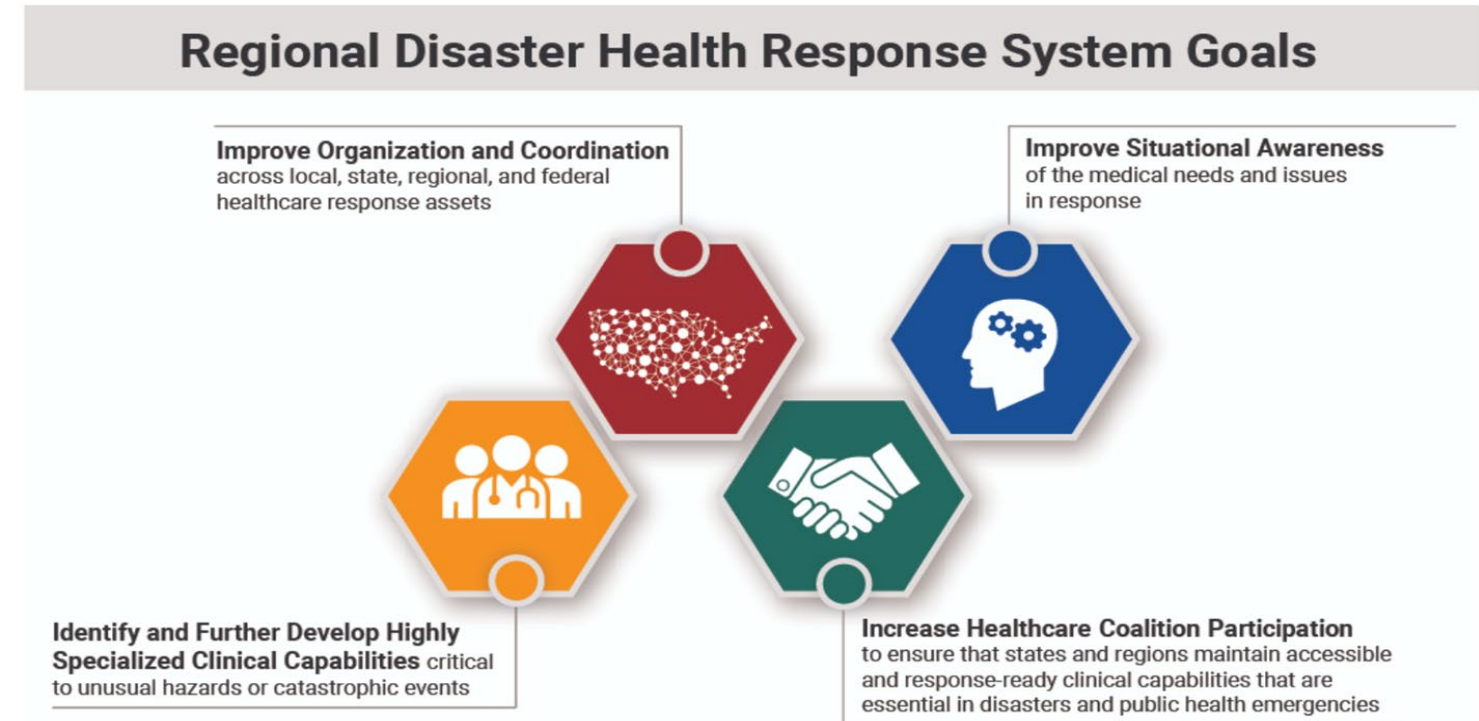 Regional Disaster Health Response System Goals
Improve Organization and Coordination
across local, state, regional, and federal
healthcare response assets
Improve Situational Awareness
of the medical needs and issues
in response
Identify and Further Develop Highly
Specialized Clinical Capabilities critical
to unusual hazards or catastrophic events
Increase Healthcare Coalition Participation
to ensure that states and regions maintain accessible
and response-ready clinical capabilities that are
essential in disasters and public health emergencies